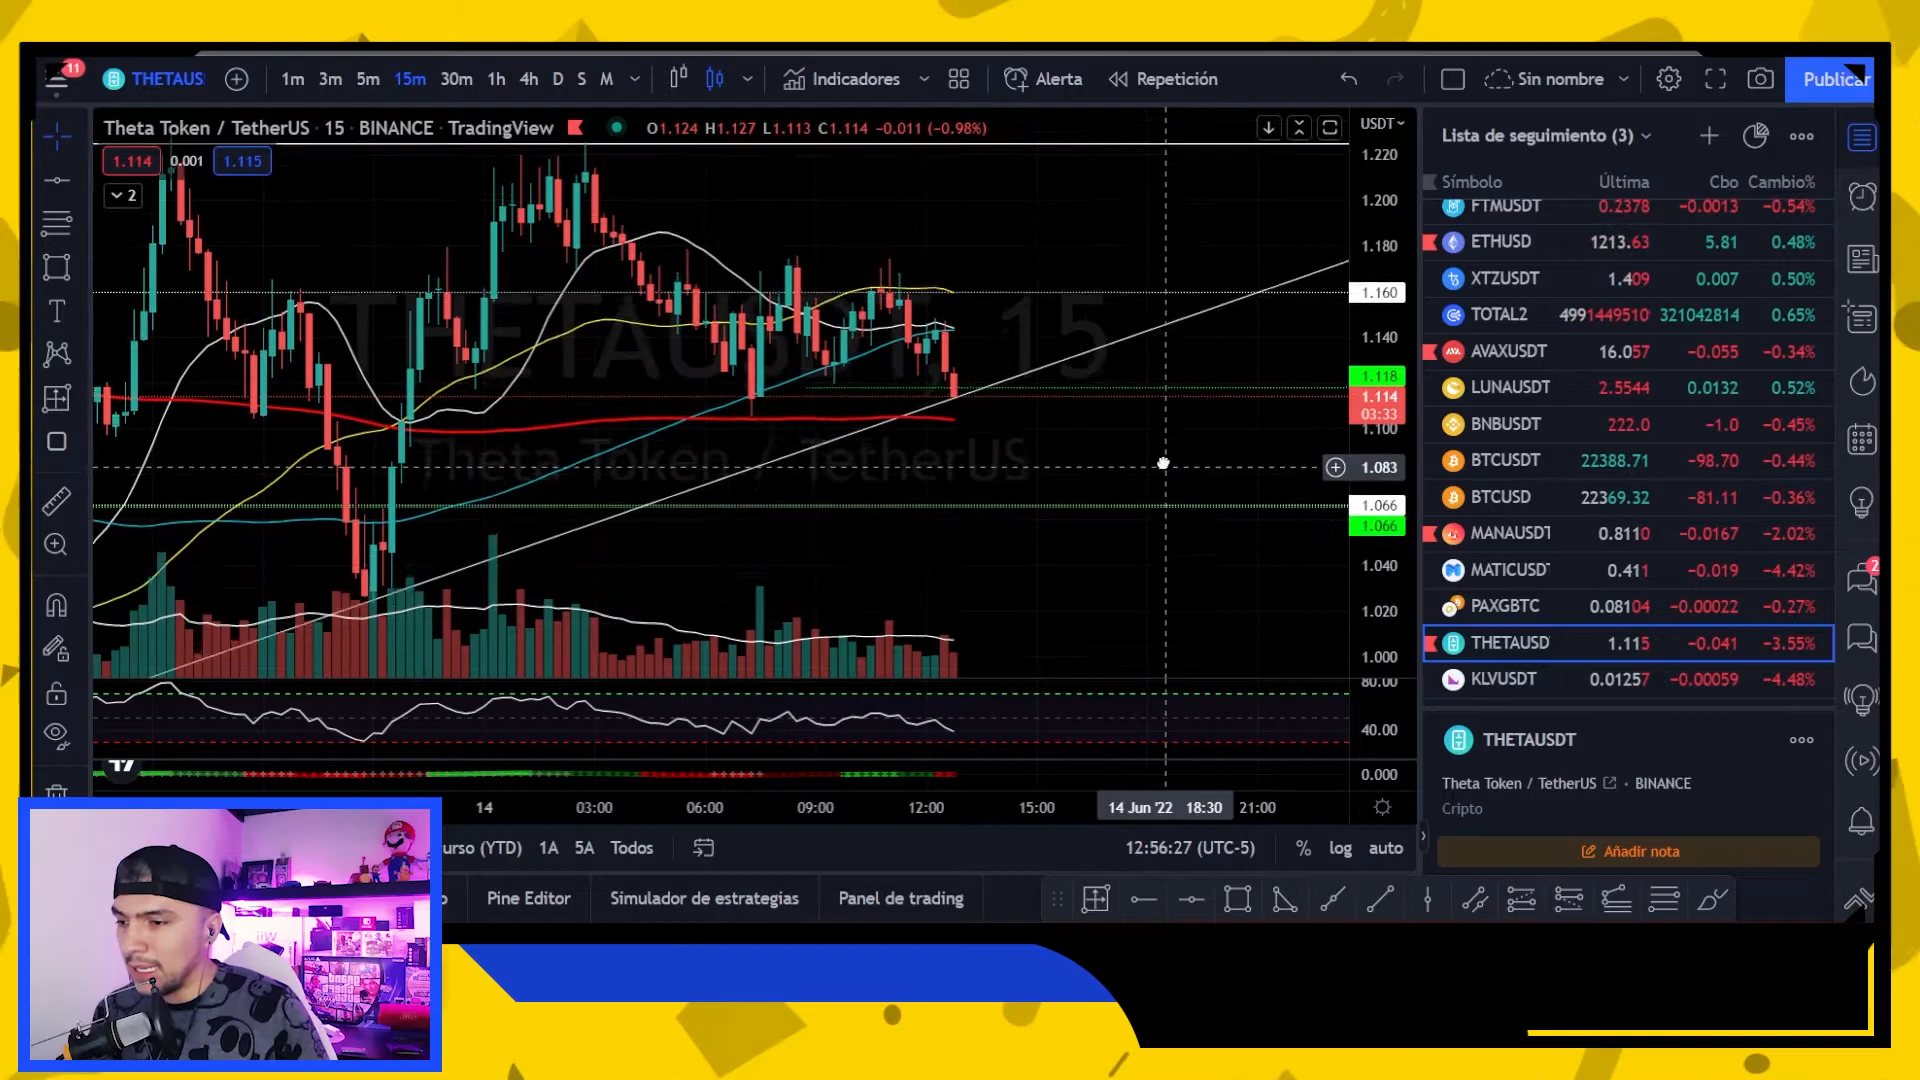 11
THETAUS
1m 3m 5m 15m 30m 1h 4h D S M
Indicadores
Alerta
Repetición
Sin nombre
Publicar
Theta Token / TetherUS · 15 · BINANCE · TradingView
O1.124 H1.127 L1.113 C1.114 −0.011 (−0.98%)
USDT
1.114 0.001 1.115
2
THETAUSDT, 15
Theta Token / TetherUS
1.220
1.200
1.180
1.160
1.140
1.118
1.114
03:33
1.100
1.083
1.066
1.066
1.040
1.020
1.000
80.00
40.00
0.000
14 03:00 06:00 09:00 12:00 15:00 14 Jun '22 18:30 21:00
urso (YTD) 1A 5A Todos
12:56:27 (UTC-5) % log auto
o Pine Editor Simulador de estrategias Panel de trading
Lista de seguimiento (3)
Símbolo Última Cbo Cambio%
FTMUSDT 0.2378 −0.0013 −0.54%
ETHUSD 1213.63 5.81 0.48%
XTZUSDT 1.409 0.007 0.50%
TOTAL2 4991449510 321042814 0.65%
AVAXUSDT 16.057 −0.055 −0.34%
LUNAUSDT 2.5544 0.0132 0.52%
BNBUSDT 222.0 −1.0 −0.45%
BTCUSDT 22388.71 −98.70 −0.44%
BTCUSD 22369.32 −81.11 −0.36%
MANAUSDT 0.8110 −0.0167 −2.02%
MATICUSDT 0.411 −0.019 −4.42%
PAXGBTC 0.08104 −0.00022 −0.27%
THETAUSD 1.115 −0.041 −3.55%
KLVUSDT 0.01257 −0.00059 −4.48%
THETAUSDT
Theta Token / TetherUS · BINANCE
Cripto
Añadir nota
2